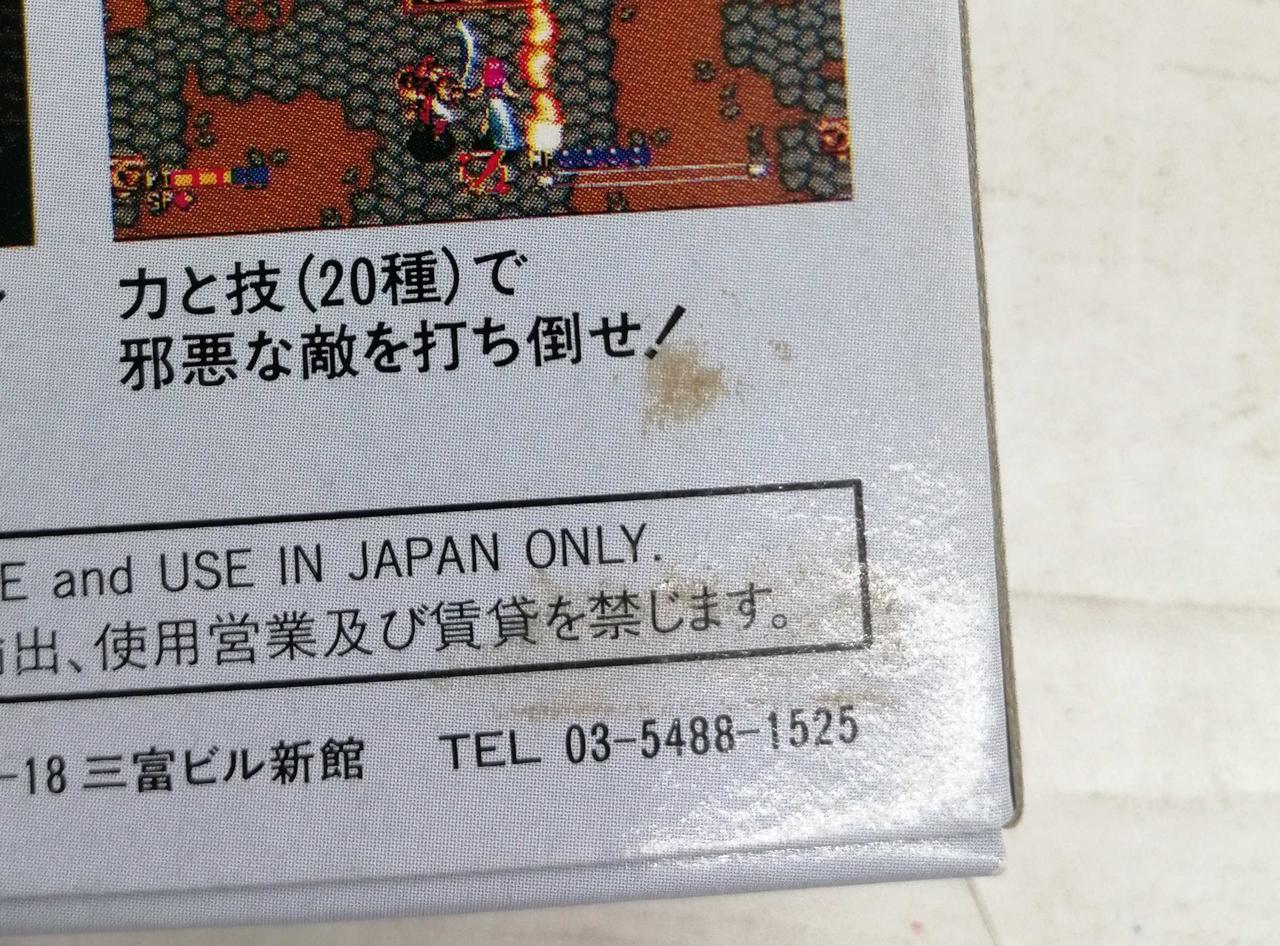 力と技(20種)で
邪悪な敵を打ち倒せ!
E and USE IN JAPAN ONLY.
出、使用営業及び賃貸を禁じます。
-18 三富ビル新館 TEL 03-5488-1525